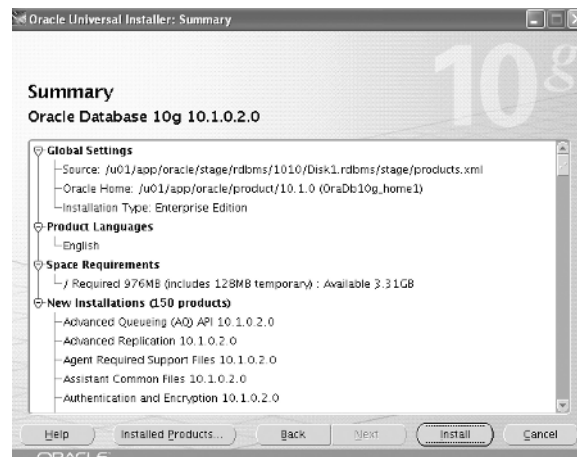 Oracle Universal Installer: Summary
10g
Summary
Oracle Database 10g 10.1.0.2.0
Global Settings
Source: /u01/app/oracle/stage/rdbms/1010/Disk1.rdbms/stage/products.xml
Oracle Home: /u01/app/oracle/product/10.1.0 (OraDb10g_home1)
Installation Type: Enterprise Edition
Product Languages
English
Space Requirements
/ Required 976MB (includes 128MB temporary) : Available 3.31GB
New Installations (150 products)
Advanced Queueing (AQ) API 10.1.0.2.0
Advanced Replication 10.1.0.2.0
Agent Required Support Files 10.1.0.2.0
Assistant Common Files 10.1.0.2.0
Authentication and Encryption 10.1.0.2.0
Help Installed Products... Back Next Install Cancel
ORACLE